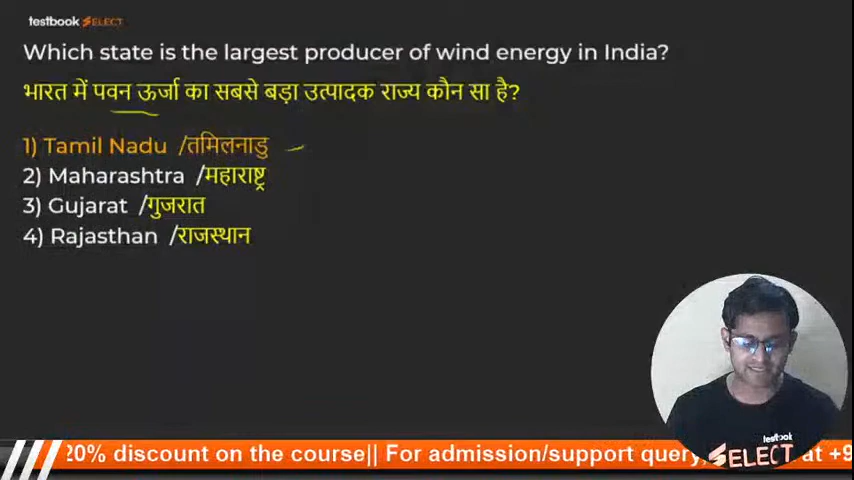 testbook SELECT
Which state is the largest producer of wind energy in India?
भारत में पवन ऊर्जा का सबसे बड़ा उत्पादक राज्य कौन सा है?
1) Tamil Nadu /तमिलनाडु
2) Maharashtra /महाराष्ट्र
3) Gujarat /गुजरात
4) Rajasthan /राजस्थान
testbook
SELECT
20% discount on the course|| For admission/support query, at +9